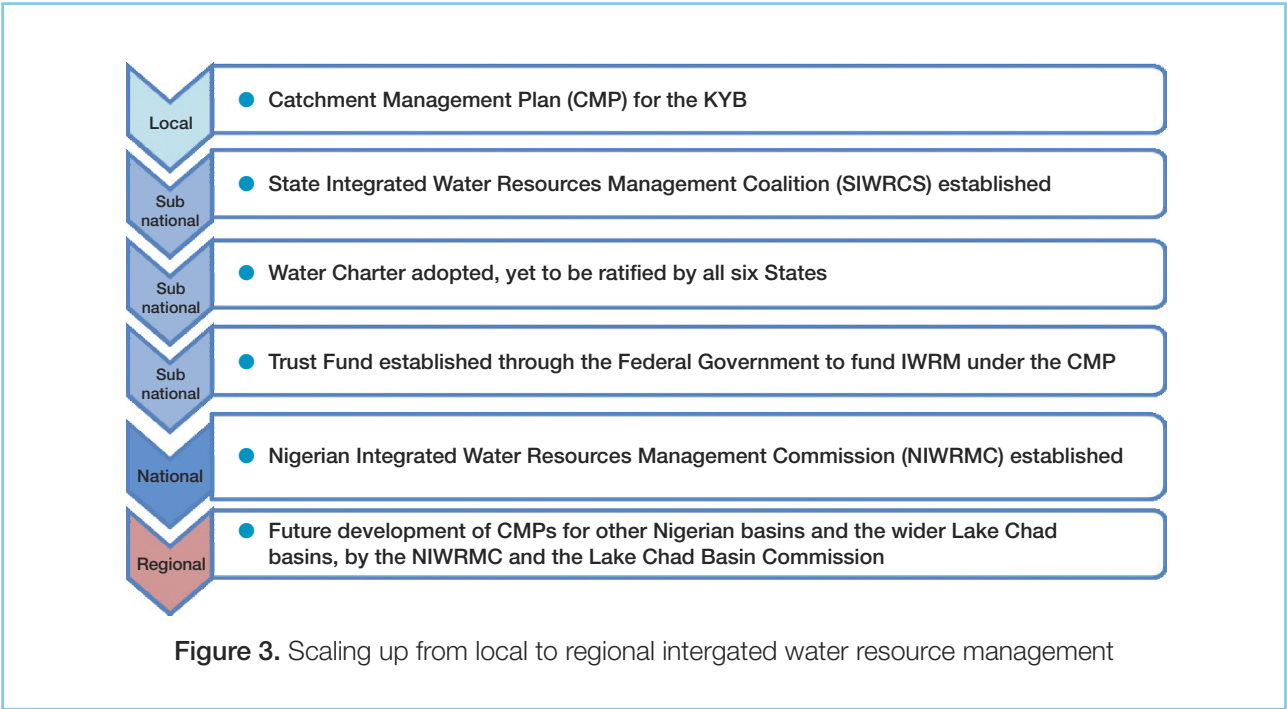 Local
● Catchment Management Plan (CMP) for the KYB
Sub
national
● State Integrated Water Resources Management Coalition (SIWRCS) established
Sub
national
● Water Charter adopted, yet to be ratified by all six States
Sub
national
● Trust Fund established through the Federal Government to fund IWRM under the CMP
National
● Nigerian Integrated Water Resources Management Commission (NIWRMC) established
Regional
● Future development of CMPs for other Nigerian basins and the wider Lake Chad
basins, by the NIWRMC and the Lake Chad Basin Commission
Figure 3. Scaling up from local to regional intergated water resource management